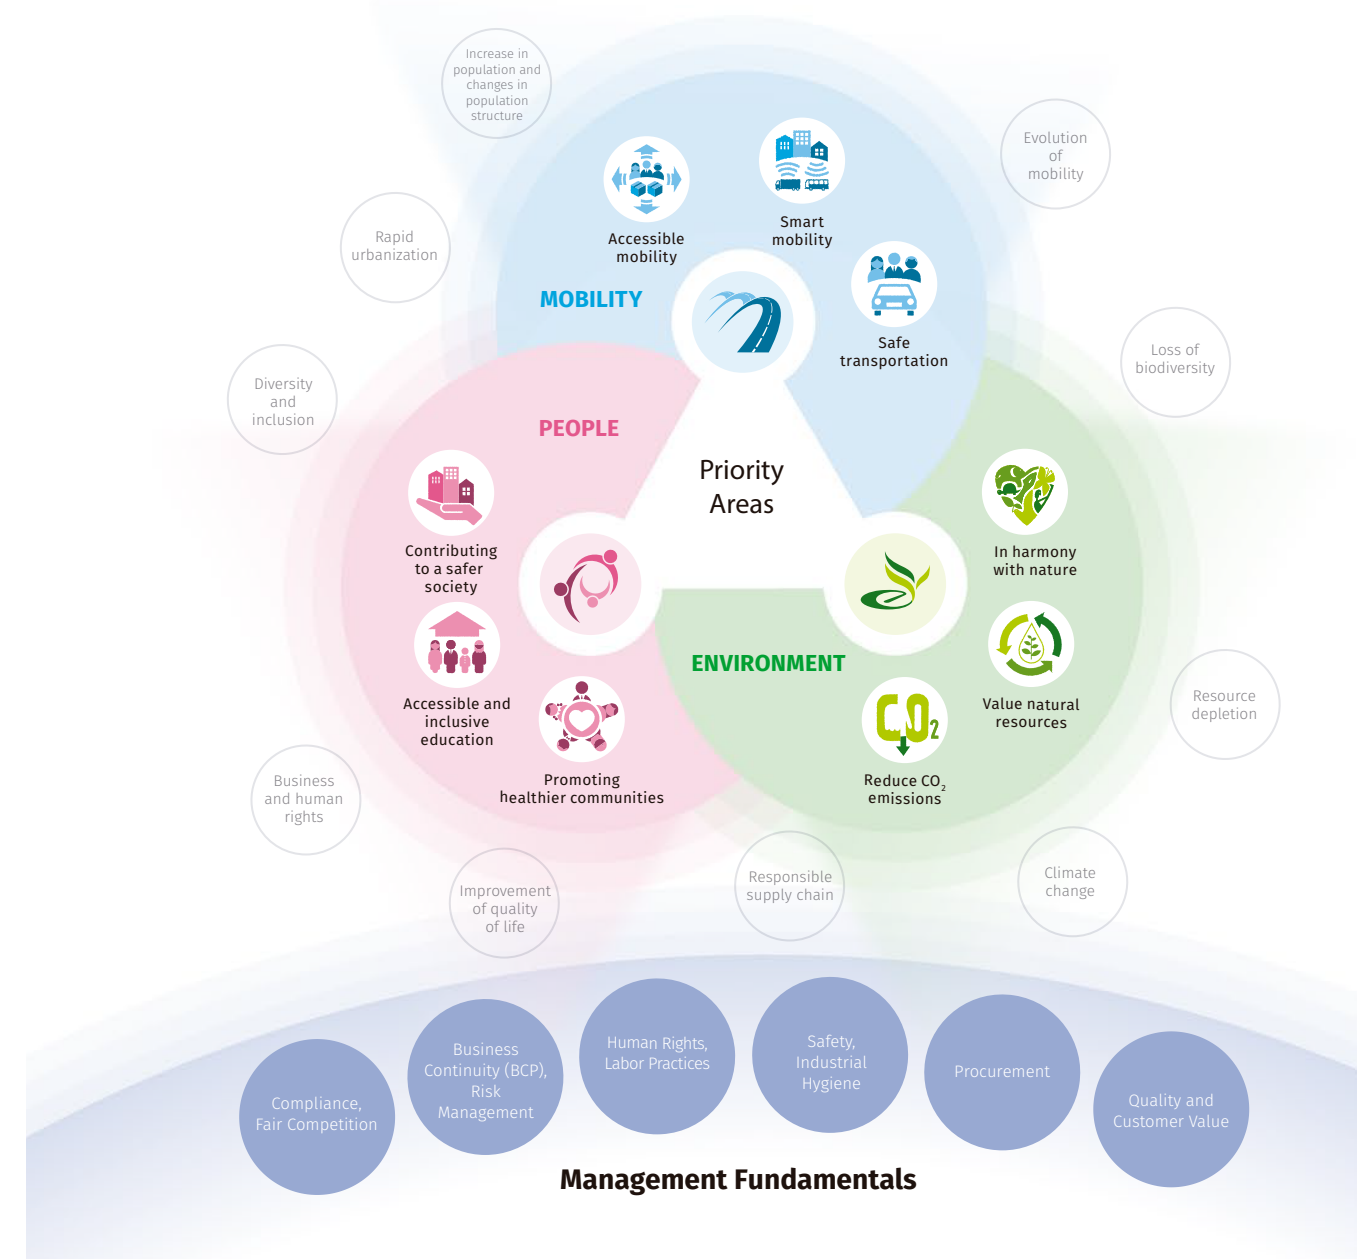 Increase in
population and
changes in
population
structure
Evolution
of
mobility
Rapid
urbanization
Accessible
mobility
Smart
mobility
MOBILITY
Safe
transportation
Loss of
biodiversity
Diversity
and
inclusion
PEOPLE
Priority
Areas
Contributing
to a safer
society
In harmony
with nature
Accessible and
inclusive
education
ENVIRONMENT
Value natural
resources
Resource
depletion
Promoting
healthier communities
CO2
Reduce CO₂
emissions
Business
and human
rights
Improvement
of quality
of life
Responsible
supply chain
Climate
change
Compliance,
Fair Competition
Business
Continuity (BCP),
Risk
Management
Human Rights,
Labor Practices
Safety,
Industrial
Hygiene
Procurement
Quality and
Customer Value
Management Fundamentals